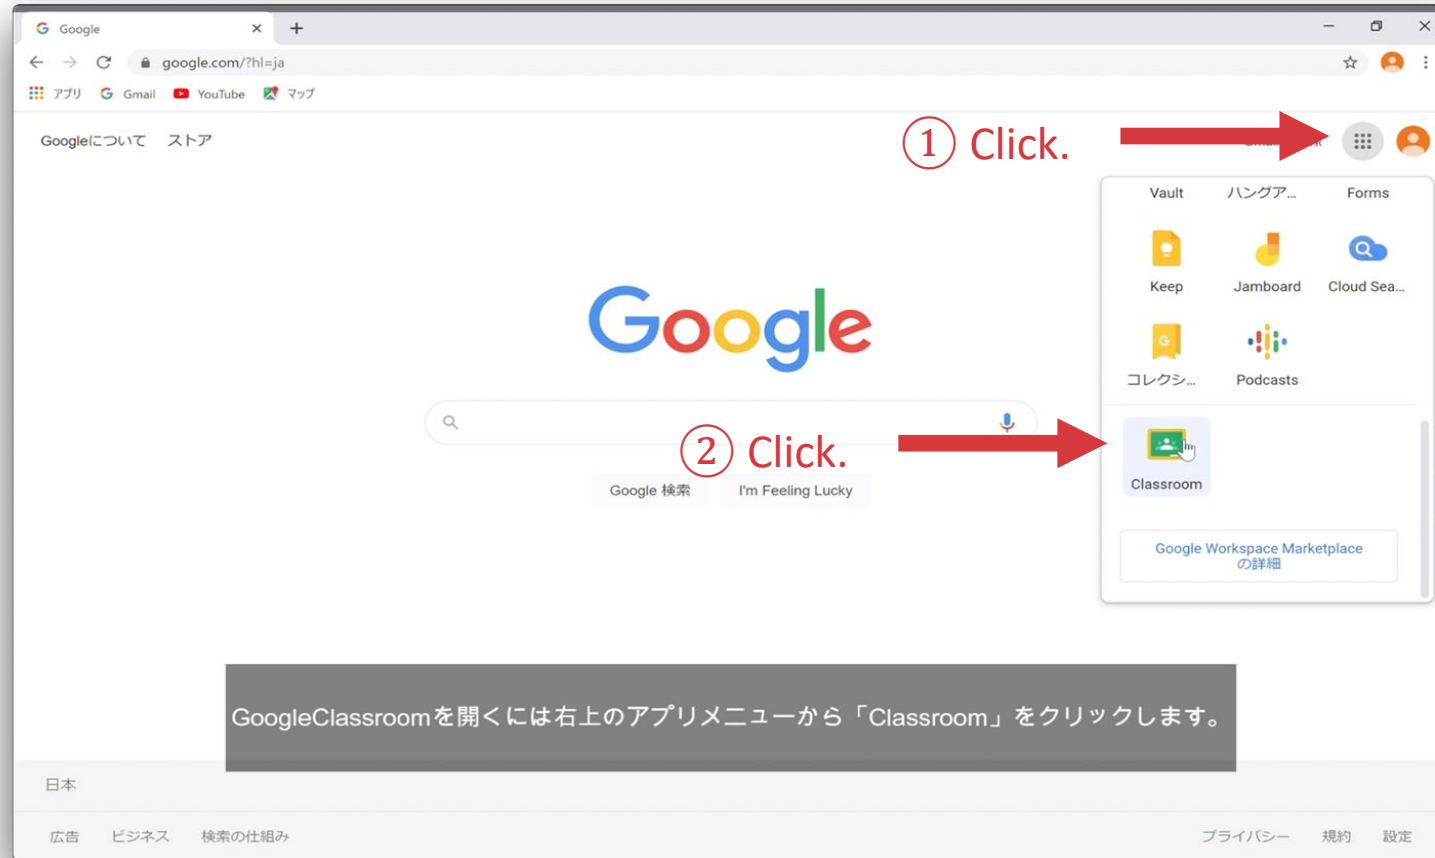 Google
google.com/?hl=ja
アプリ Gmail YouTube マップ
Googleについて ストア
① Click.
Vault ハングア... Forms
Keep Jamboard Cloud Sea...
コレクシ... Podcasts
Google
② Click.
Classroom
Google 検索 I'm Feeling Lucky
Google Workspace Marketplace
の詳細
GoogleClassroomを開くには右上のアプリメニューから「Classroom」をクリックします。
日本
広告 ビジネス 検索の仕組み プライバシー 規約 設定